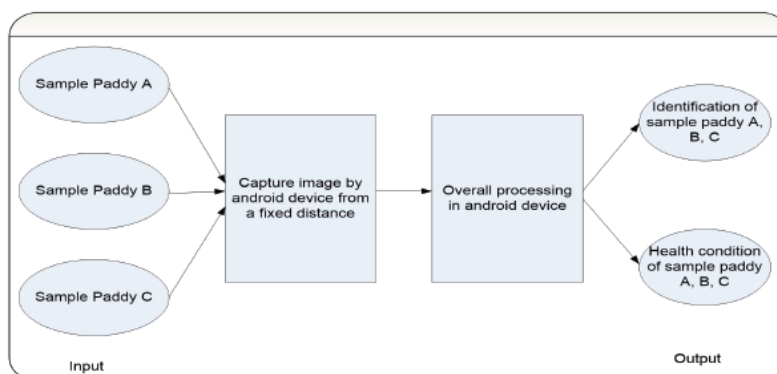 Sample Paddy A
Sample Paddy B
Sample Paddy C
Input
Capture image by
android device from
a fixed distance
Overall processing
in android device
Identification of
sample paddy A,
B, C
Health condition
of sample paddy
A, B, C
Output